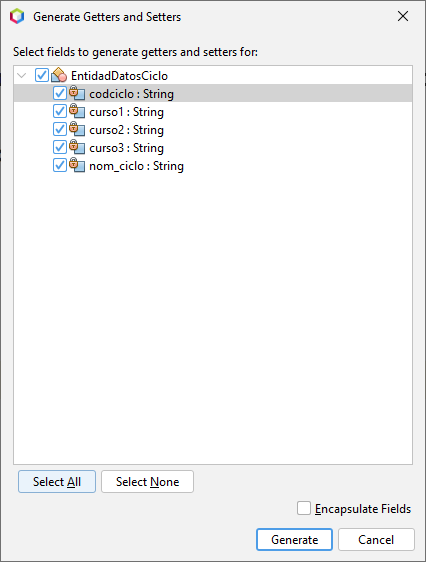 Generate Getters and Setters
Select fields to generate getters and setters for:
EntidadDatosCiclo
codciclo : String
curso1 : String
curso2 : String
curso3 : String
nom_ciclo : String
Select All
Select None
Encapsulate Fields
Generate
Cancel